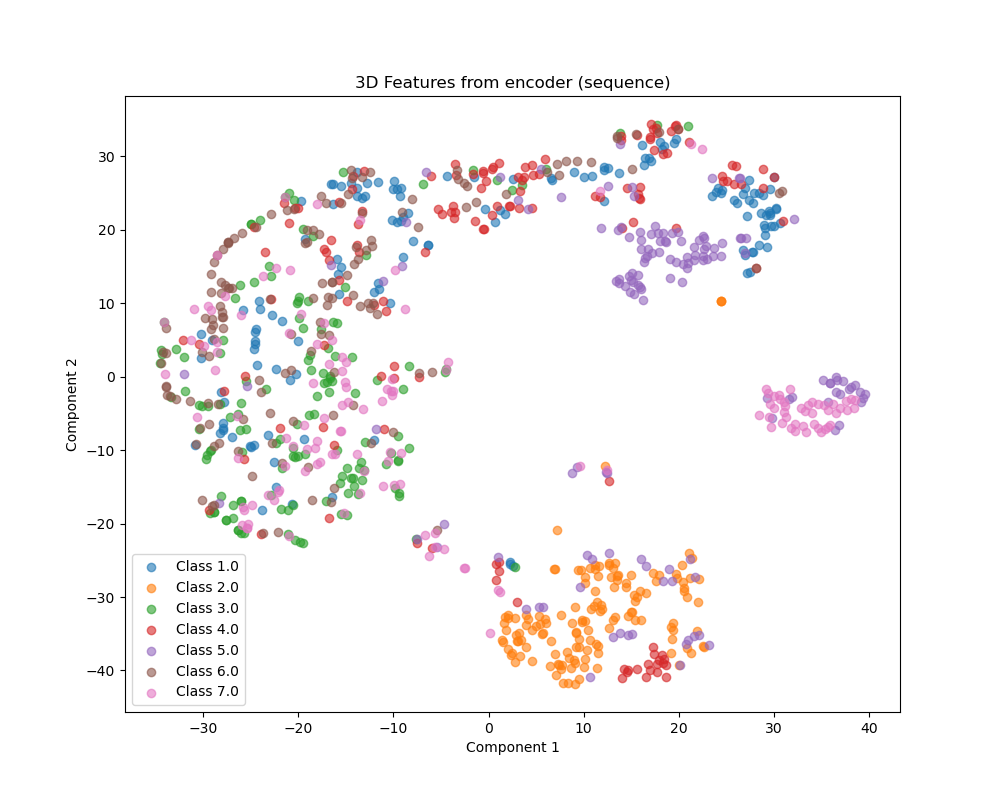 3D Features from encoder (sequence)
30
20
10
0
−10
−20
−30
−40
Component 2
Class 1.0
Class 2.0
Class 3.0
Class 4.0
Class 5.0
Class 6.0
Class 7.0
−30 −20 −10 0 10 20 30 40
Component 1